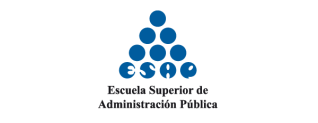 ESAP
Escuela Superior de
Administración Pública